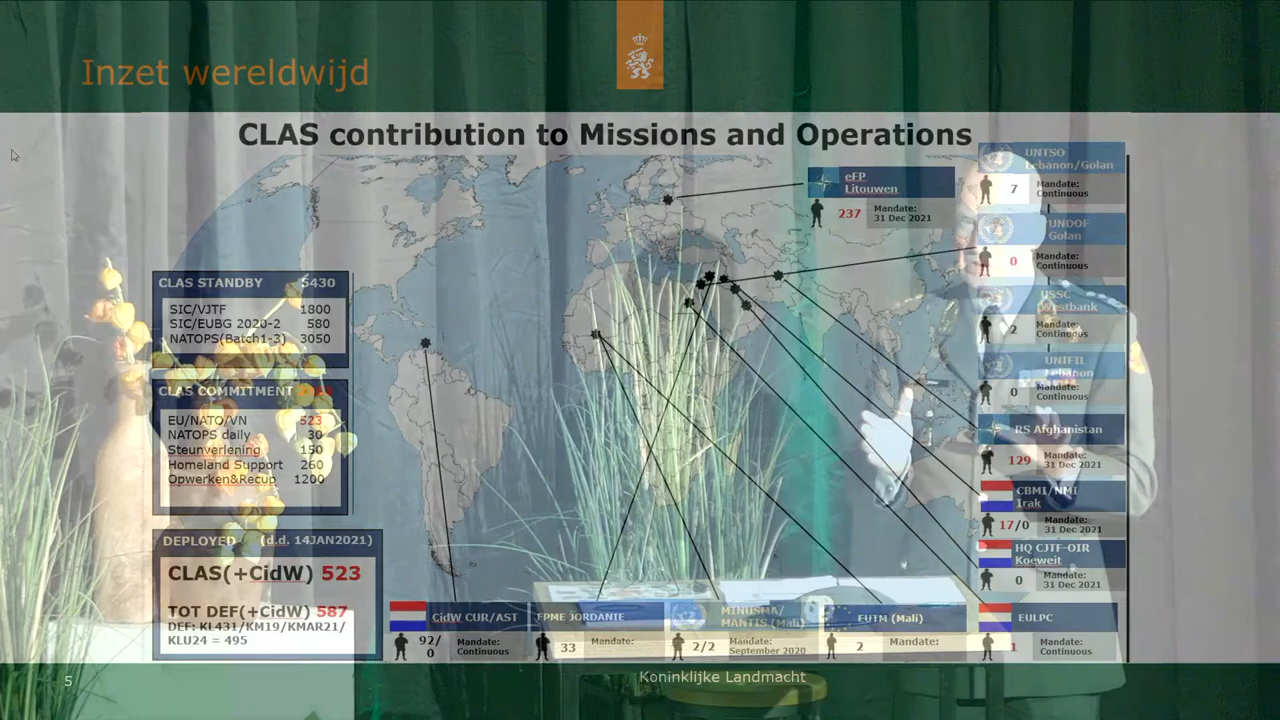 Inzet wereldwijd
CLAS contribution to Missions and Operations
eFP
Litouwen
237
Mandate:
31 Dec 2021
UNTSO
Lebanon/Golan
7
Mandate:
Continuous
UNDOF
Golan
0
Mandate:
Continuous
USSC
Westbank
2
Mandate:
Continuous
UNIFIL
Lebanon
0
Mandate:
Continuous
RS Afghanistan
129
Mandate:
31 Dec 2021
CBMI/NMI
Irak
17/0
Mandate:
31 Dec 2021
HQ CJTF-OIR
Koeweit
0
Mandate:
31 Dec 2021
CLAS STANDBY 5430
SIC/VJTF 1800
SIC/EUBG 2020-2 580
NATOPS(Batch1-3) 3050
CLAS COMMITMENT
EU/NATO/VN 523
NATOPS daily 30
Steunverlening 150
Homeland Support 260
Opwerken&Recup 1200
DEPLOYED (d.d. 14JAN2021)
CLAS(+CidW) 523
TOT DEF(+CidW) 587
DEF: KL431/KM19/KMAR21/
KLU24 = 495
CidW CUR/AST
92/
0
Mandate:
Continuous
EPME JORDANIE
33
Mandate:
MINUSMA/
MANTIS (Mali)
2/2
Mandate:
September 2020
EUTM (Mali)
2
Mandate:
EULPC
1
Mandate:
Continuous
5
Koninklijke Landmacht